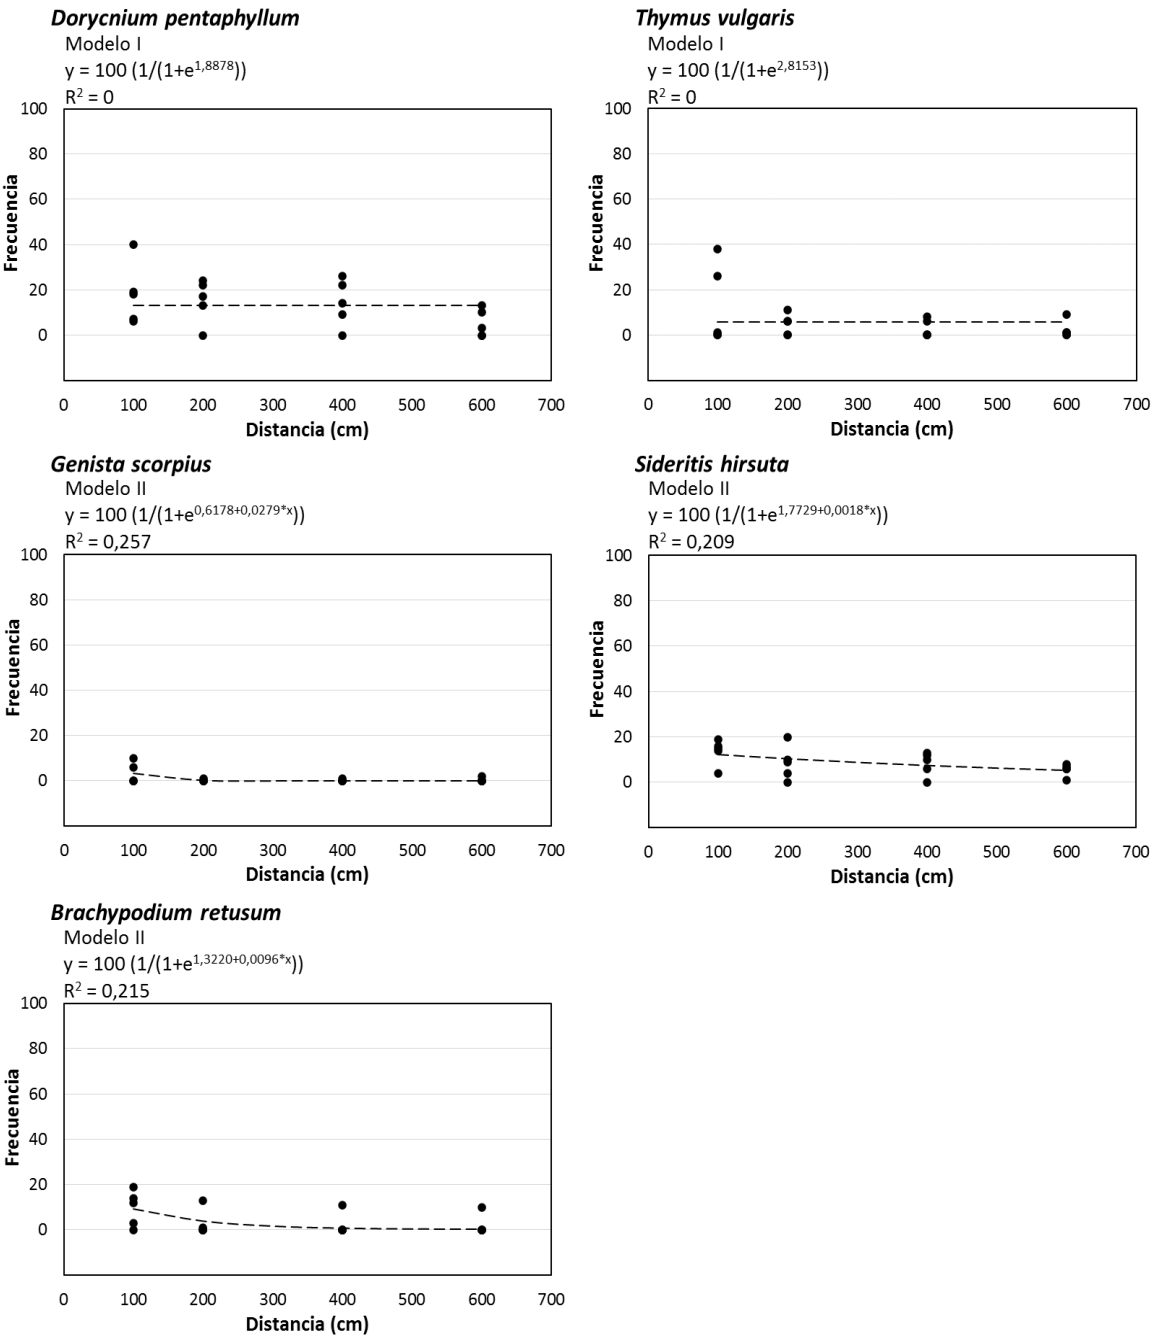 Dorycnium pentaphyllum
Modelo I
y = 100 (1/(1+e^1,8878))
R² = 0
100
80
60
40
20
0
Frecuencia
0 100 200 300 400 500 600 700
Distancia (cm)
Thymus vulgaris
Modelo I
y = 100 (1/(1+e^2,8153))
R² = 0
100
80
60
40
20
0
Frecuencia
0 100 200 300 400 500 600 700
Distancia (cm)
Genista scorpius
Modelo II
y = 100 (1/(1+e^0,6178+0,0279*x))
R² = 0,257
100
80
60
40
20
0
Frecuencia
0 100 200 300 400 500 600 700
Distancia (cm)
Sideritis hirsuta
Modelo II
y = 100 (1/(1+e^1,7729+0,0018*x))
R² = 0,209
100
80
60
40
20
0
Frecuencia
0 100 200 300 400 500 600 700
Distancia (cm)
Brachypodium retusum
Modelo II
y = 100 (1/(1+e^1,3220+0,0096*x))
R² = 0,215
100
80
60
40
20
0
Frecuencia
0 100 200 300 400 500 600 700
Distancia (cm)